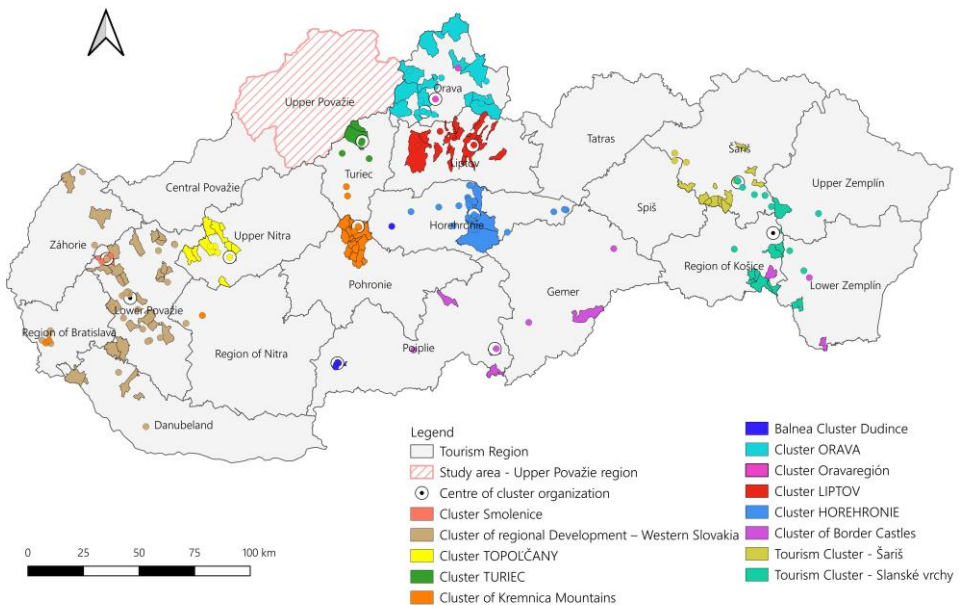 Upper Považie
Orava
Tatras
Šariš
Liptov
Turiec
Upper Zemplín
Central Považie
Spiš
Upper Nitra
Horehronie
Záhorie
Region of Košice
Pohronie
Gemer
Lower Zemplín
Lower Považie
Region of Bratislava
Region of Nitra
Poiplie
Danubeland
Legend
Tourism Region
Study area - Upper Považie region
Centre of cluster organization
Cluster Smolenice
Cluster of regional Development – Western Slovakia
Cluster TOPOĽČANY
Cluster TURIEC
Cluster of Kremnica Mountains
Balnea Cluster Dudince
Cluster ORAVA
Cluster Oravaregión
Cluster LIPTOV
Cluster HOREHRONIE
Cluster of Border Castles
Tourism Cluster - Šariš
Tourism Cluster - Slanské vrchy
0 25 50 75 100 km